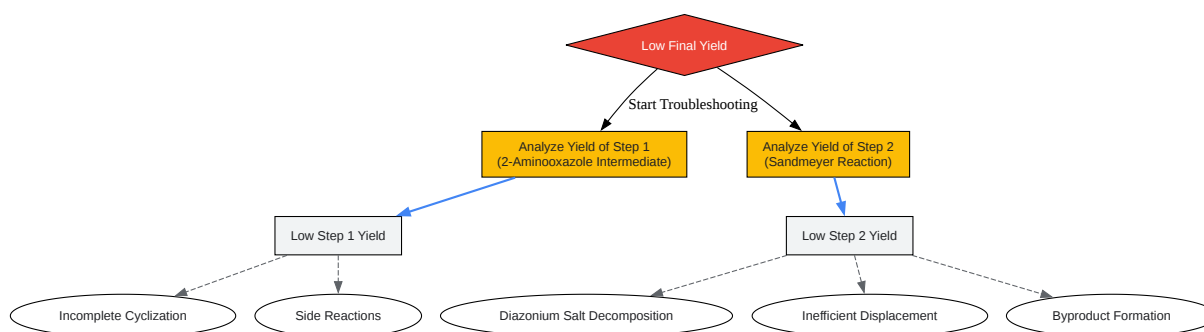 Low Final Yield
Start Troubleshooting
Analyze Yield of Step 1
(2-Aminooxazole Intermediate)
Analyze Yield of Step 2
(Sandmeyer Reaction)
Low Step 1 Yield
Low Step 2 Yield
Incomplete Cyclization
Side Reactions
Diazonium Salt Decomposition
Inefficient Displacement
Byproduct Formation